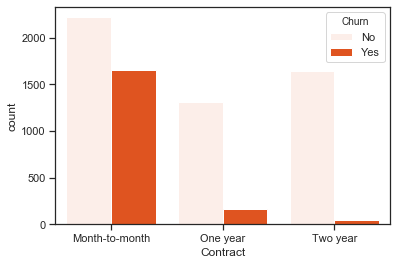 Churn
No
Yes
2000
1500
1000
500
0
count
Month-to-month
One year
Two year
Contract